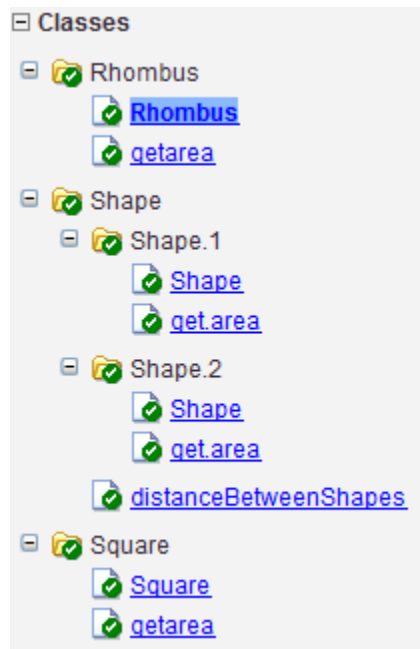 Classes
Rhombus
Rhombus
getarea
Shape
Shape.1
Shape
get.area
Shape.2
Shape
get.area
distanceBetweenShapes
Square
Square
getarea